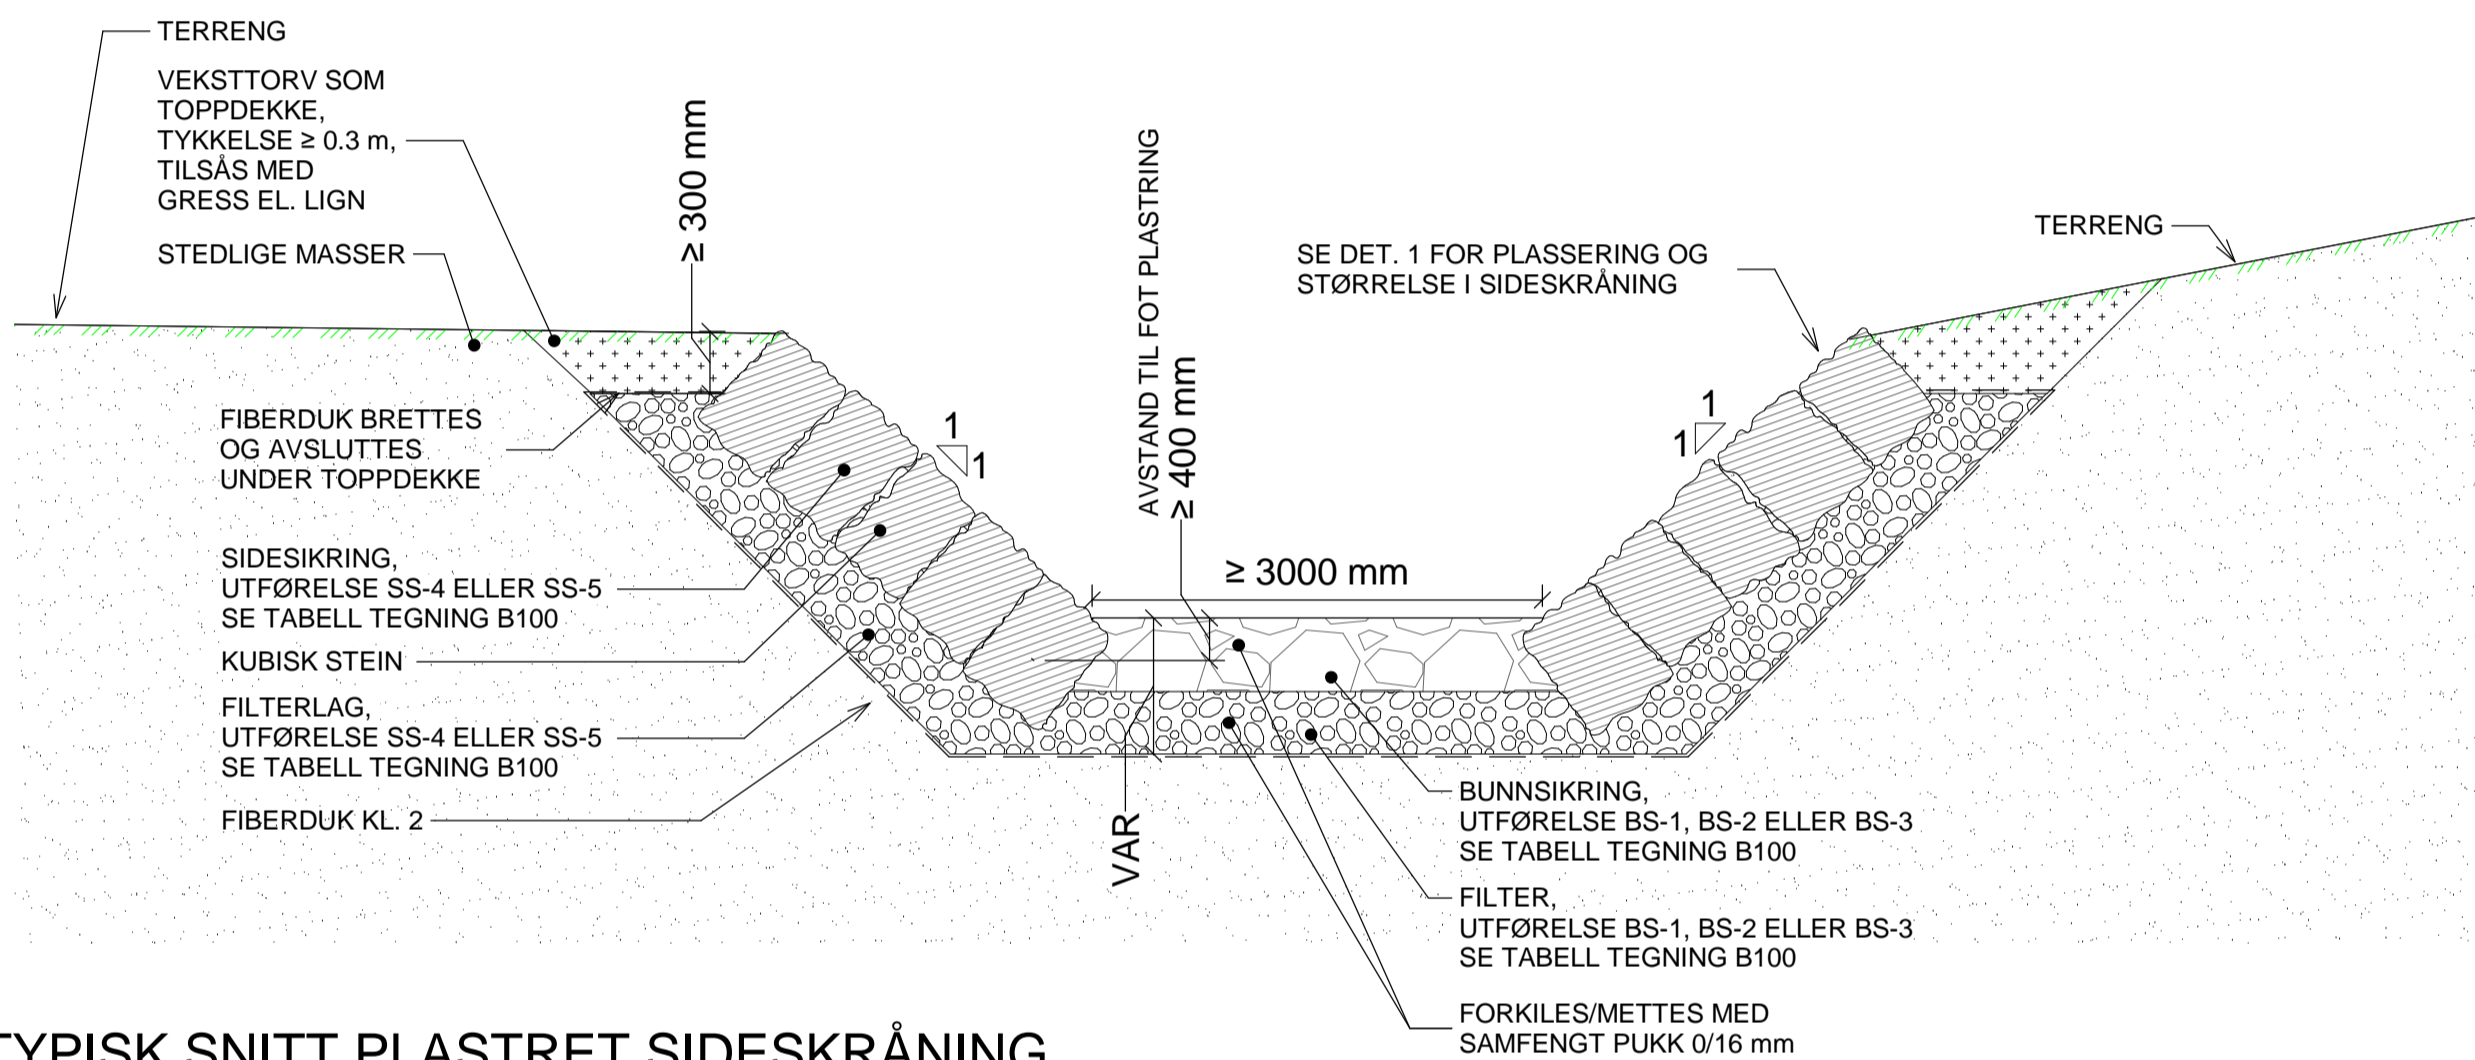 TERRENG
VEKSTTORV SOM
TOPPDEKKE,
TYKKELSE ≥ 0.3 m,
TILSÅS MED
GRESS EL. LIGN
STEDLIGE MASSER
≥ 300 mm
AVSTAND TIL FOT PLASTRING
≥ 400 mm
SE DET. 1 FOR PLASSERING OG
STØRRELSE I SIDESKRÅNING
TERRENG
FIBERDUK BRETTES
OG AVSLUTTES
UNDER TOPPDEKKE
1
1
1
1
≥ 3000 mm
SIDESIKRING,
UTFØRELSE SS-4 ELLER SS-5
SE TABELL TEGNING B100
KUBISK STEIN
FILTERLAG,
UTFØRELSE SS-4 ELLER SS-5
SE TABELL TEGNING B100
FIBERDUK KL. 2
VAR
BUNNSIKRING,
UTFØRELSE BS-1, BS-2 ELLER BS-3
SE TABELL TEGNING B100
FILTER,
UTFØRELSE BS-1, BS-2 ELLER BS-3
SE TABELL TEGNING B100
FORKILES/METTES MED
SAMFENGT PUKK 0/16 mm
TYPISK SNITT PLASTRET SIDESKRÅNING